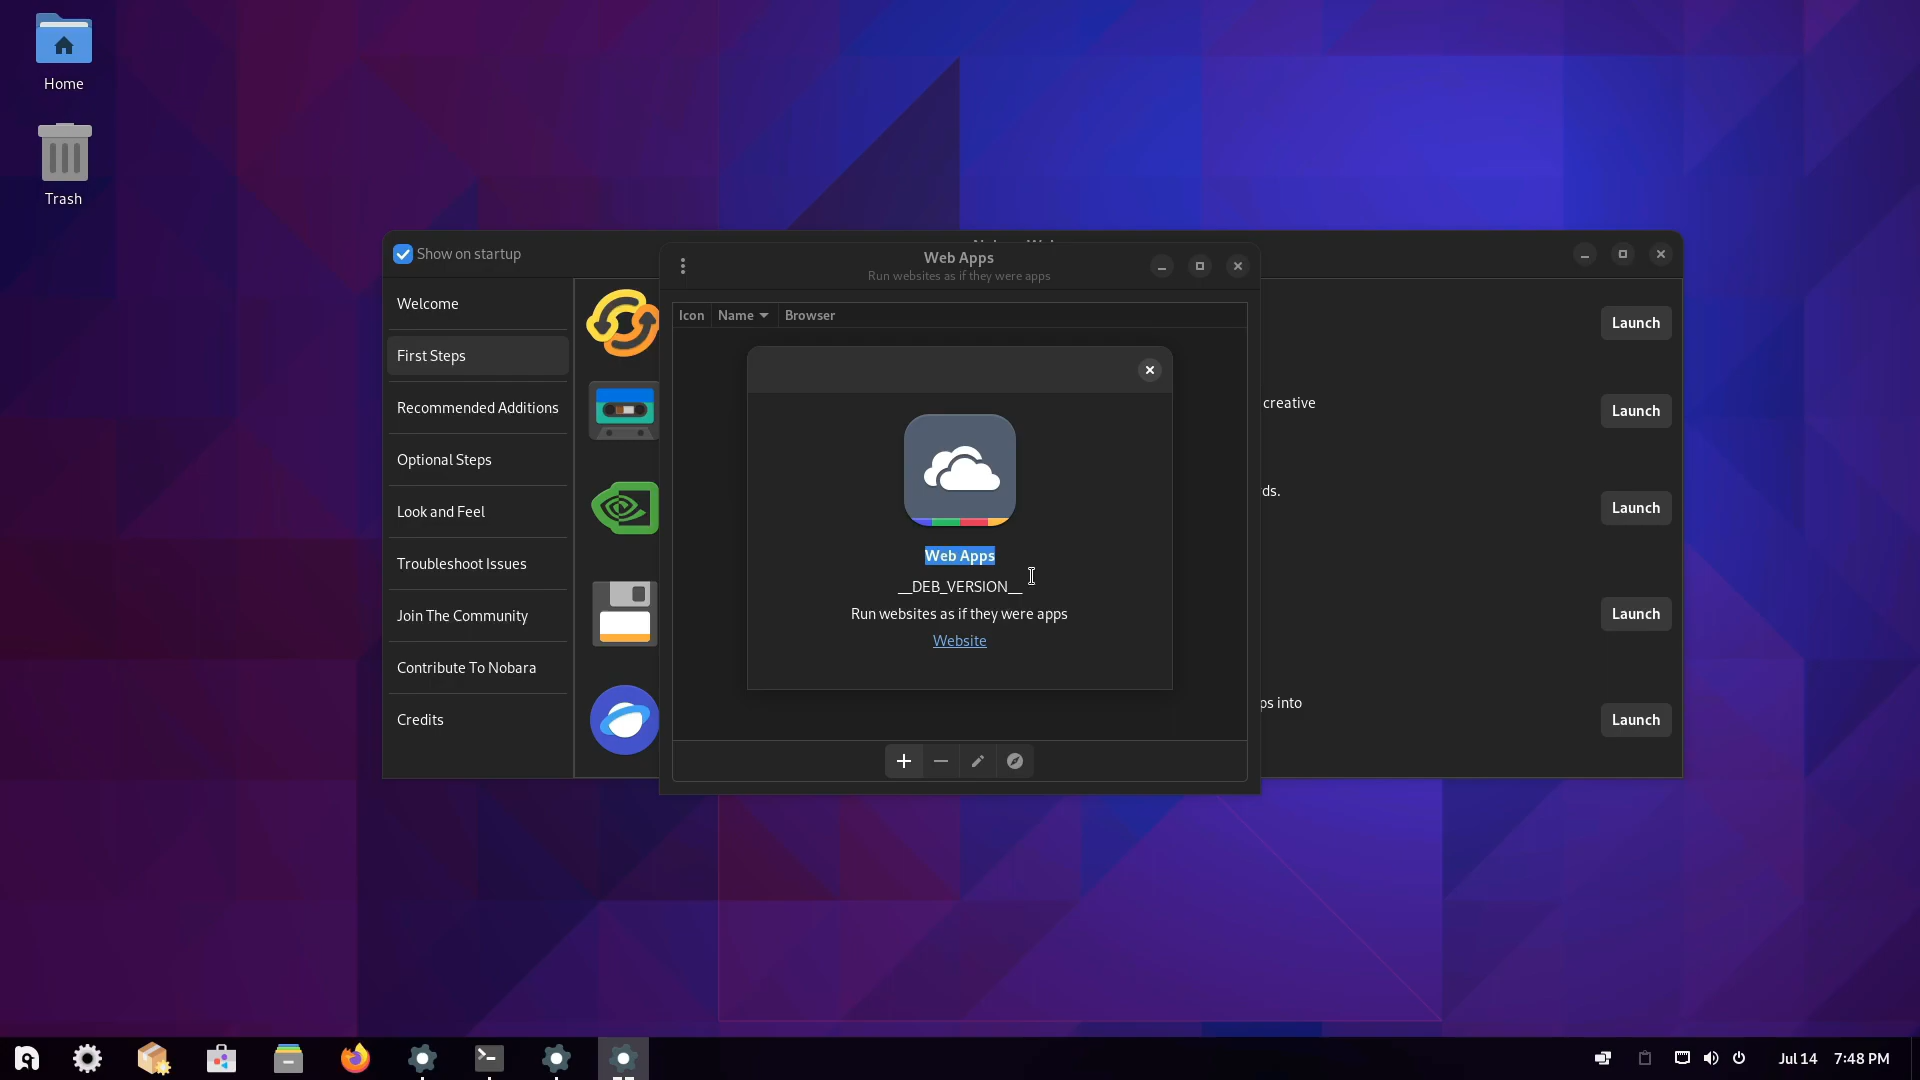 Home
Trash
Show on startup
Welcome
First Steps
Recommended Additions
Optional Steps
Look and Feel
Troubleshoot Issues
Join The Community
Contribute To Nobara
Credits
Web Apps
Run websites as if they were apps
Icon Name Browser
Web Apps
__DEB_VERSION__
Run websites as if they were apps
Website
Launch
creative
Launch
ds.
Launch
Launch
ps into
Launch
Jul 14 7:48 PM